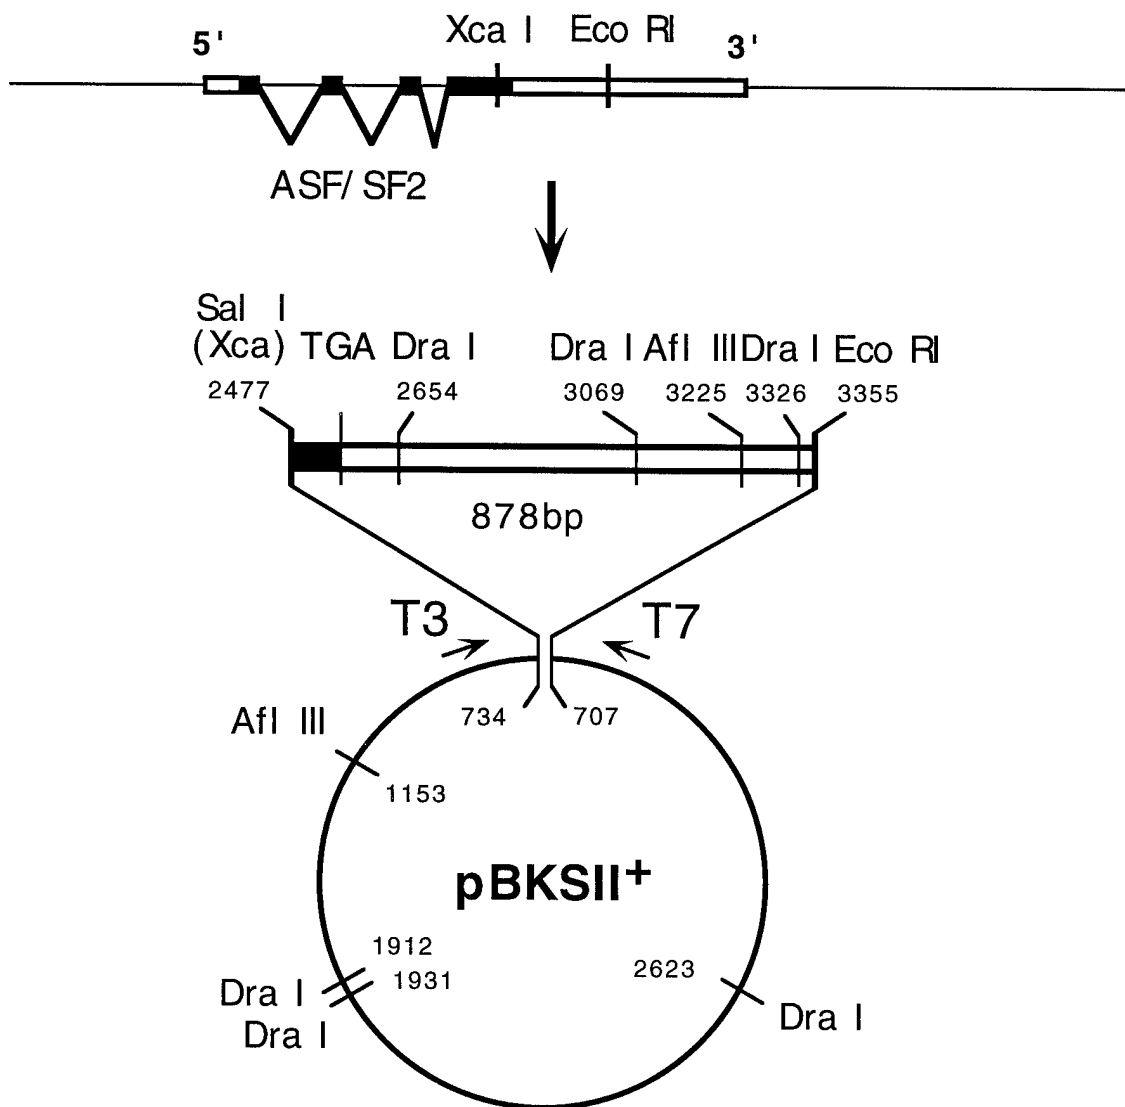 Xca I Eco RI
5' 3'
ASF/ SF2
Sal I
(Xca) TGA Dra I Dra I Afl III Dra I Eco RI
2477 2654 3069 3225 3326 3355
878bp
T3 T7
734 707
Afl III
1153
pBKSII+
1912
2623
Dra I 1931
Dra I
Dra I